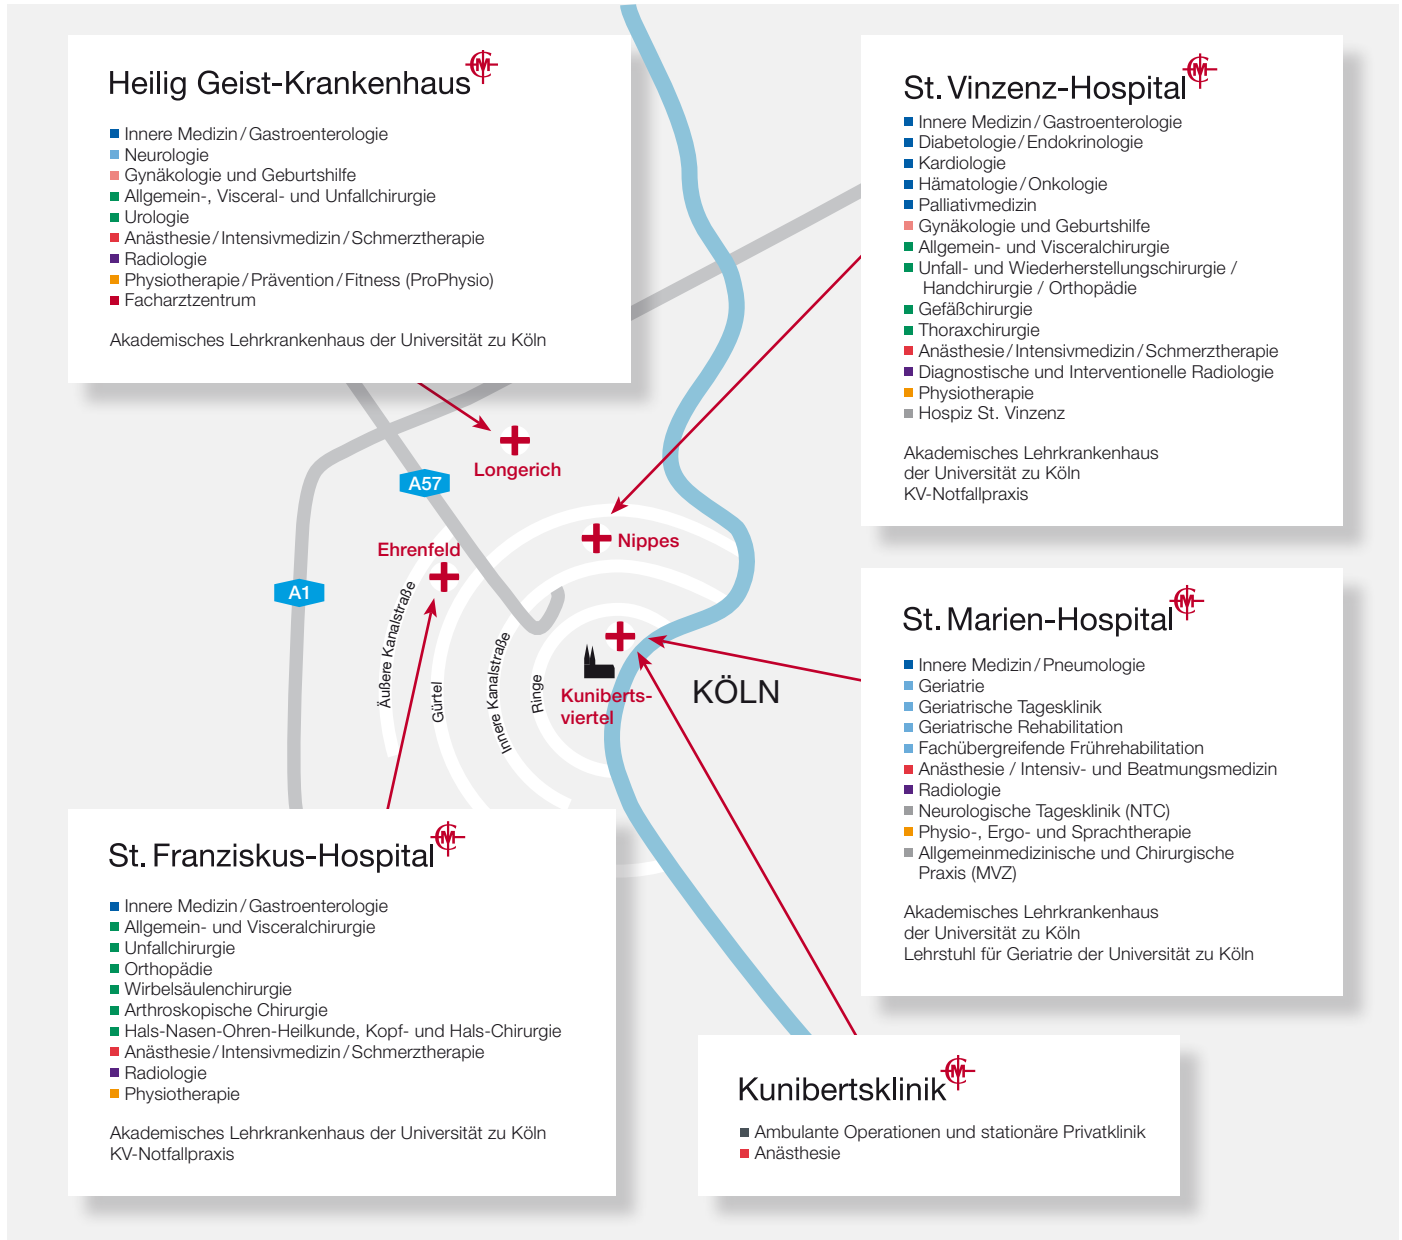 Heilig Geist-Krankenhaus
Innere Medizin/Gastroenterologie
Neurologie
Gynäkologie und Geburtshilfe
Allgemein-, Visceral- und Unfallchirurgie
Urologie
Anästhesie/Intensivmedizin/Schmerztherapie
Radiologie
Physiotherapie/Prävention/Fitness (ProPhysio)
Facharztzentrum
Akademisches Lehrkrankenhaus der Universität zu Köln
St. Vinzenz-Hospital
Innere Medizin/Gastroenterologie
Diabetologie/Endokrinologie
Kardiologie
Hämatologie/Onkologie
Palliativmedizin
Gynäkologie und Geburtshilfe
Allgemein- und Visceralchirurgie
Unfall- und Wiederherstellungschirurgie /
Handchirurgie / Orthopädie
Gefäßchirurgie
Thoraxchirurgie
Anästhesie/Intensivmedizin/Schmerztherapie
Diagnostische und Interventionelle Radiologie
Physiotherapie
Hospiz St. Vinzenz
Akademisches Lehrkrankenhaus
der Universität zu Köln
KV-Notfallpraxis
Longerich
A57
Nippes
Ehrenfeld
A1
Äußere Kanalstraße
Gürtel
Innere Kanalstraße
Ringe
Kuniberts-
viertel
KÖLN
St. Marien-Hospital
Innere Medizin/Pneumologie
Geriatrie
Geriatrische Tagesklinik
Geriatrische Rehabilitation
Fachübergreifende Frührehabilitation
Anästhesie / Intensiv- und Beatmungsmedizin
Radiologie
Neurologische Tagesklinik (NTC)
Physio-, Ergo- und Sprachtherapie
Allgemeinmedizinische und Chirurgische
Praxis (MVZ)
Akademisches Lehrkrankenhaus
der Universität zu Köln
Lehrstuhl für Geriatrie der Universität zu Köln
St. Franziskus-Hospital
Innere Medizin/Gastroenterologie
Allgemein- und Visceralchirurgie
Unfallchirurgie
Orthopädie
Wirbelsäulenchirurgie
Arthroskopische Chirurgie
Hals-Nasen-Ohren-Heilkunde, Kopf- und Hals-Chirurgie
Anästhesie/Intensivmedizin/Schmerztherapie
Radiologie
Physiotherapie
Akademisches Lehrkrankenhaus der Universität zu Köln
KV-Notfallpraxis
Kunibertsklinik
Ambulante Operationen und stationäre Privatklinik
Anästhesie